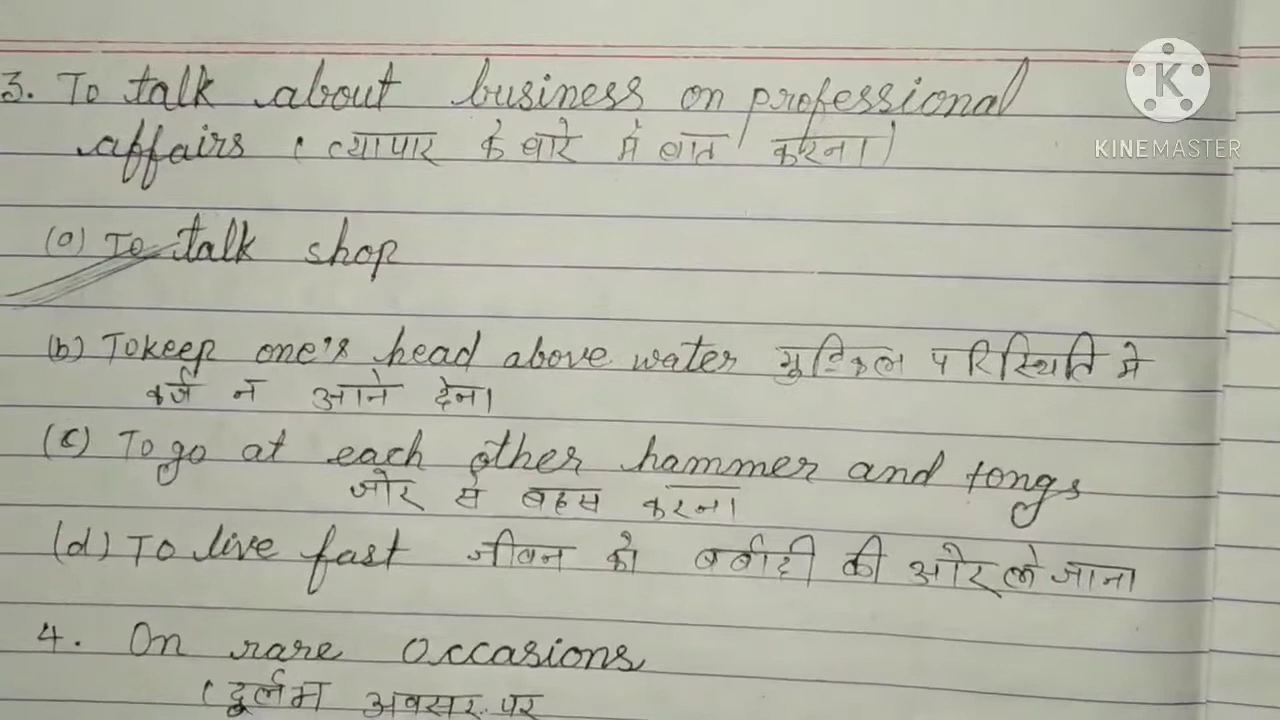 3. To talk about business on professional
affairs (व्यापार के बारे मे बात करना)
(a) To talk shop
(b) To keep one's head above water मुश्किल परिस्थिति मे
कर्ज न आने देना।
(c) To go at each other hammer and tongs
जोर से बहस करना।
(d) To live fast जीवन को बर्बादी की ओर ले जाना
4. On rare occasions
(दुर्लभ अवसर पर
K
KINEMASTER